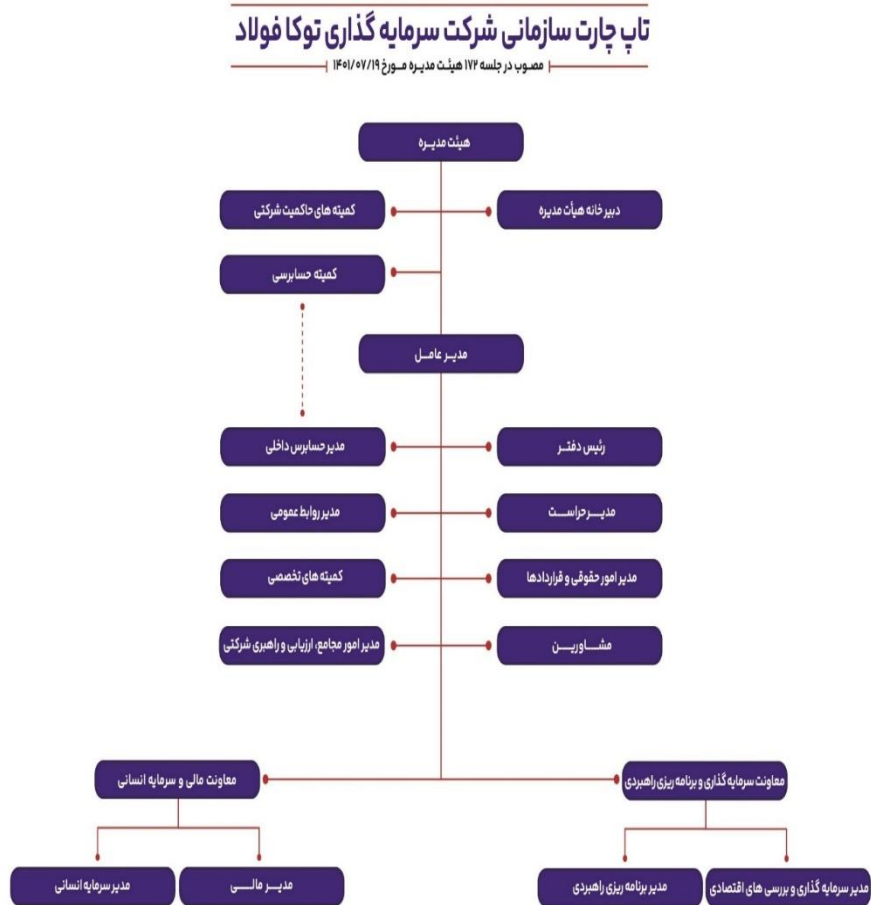 تاپ چارت سازمانی شرکت سرمایه گذاری توکا فولاد
مصوب در جلسه ۱۷۲ هیئت مدیره مورخ ۱۴۰۱/۰۷/۱۹
هیئت مدیره
دبیر خانه هیأت مدیره
کمیته های حاکمیت شرکتی
کمیته حسابرسی
مدیر عامل
رئیس دفتر
مدیر حسابرس داخلی
مدیر حراست
مدیر روابط عمومی
مدیر امور حقوقی و قراردادها
کمیته های تخصصی
مشاورین
مدیر امور مجامع، ارزیابی و راهبری شرکتی
معاونت سرمایه گذاری و برنامه ریزی راهبردی
معاونت مالی و سرمایه انسانی
مدیر سرمایه گذاری و بررسی های اقتصادی
مدیر برنامه ریزی راهبردی
مدیر مالی
مدیر سرمایه انسانی